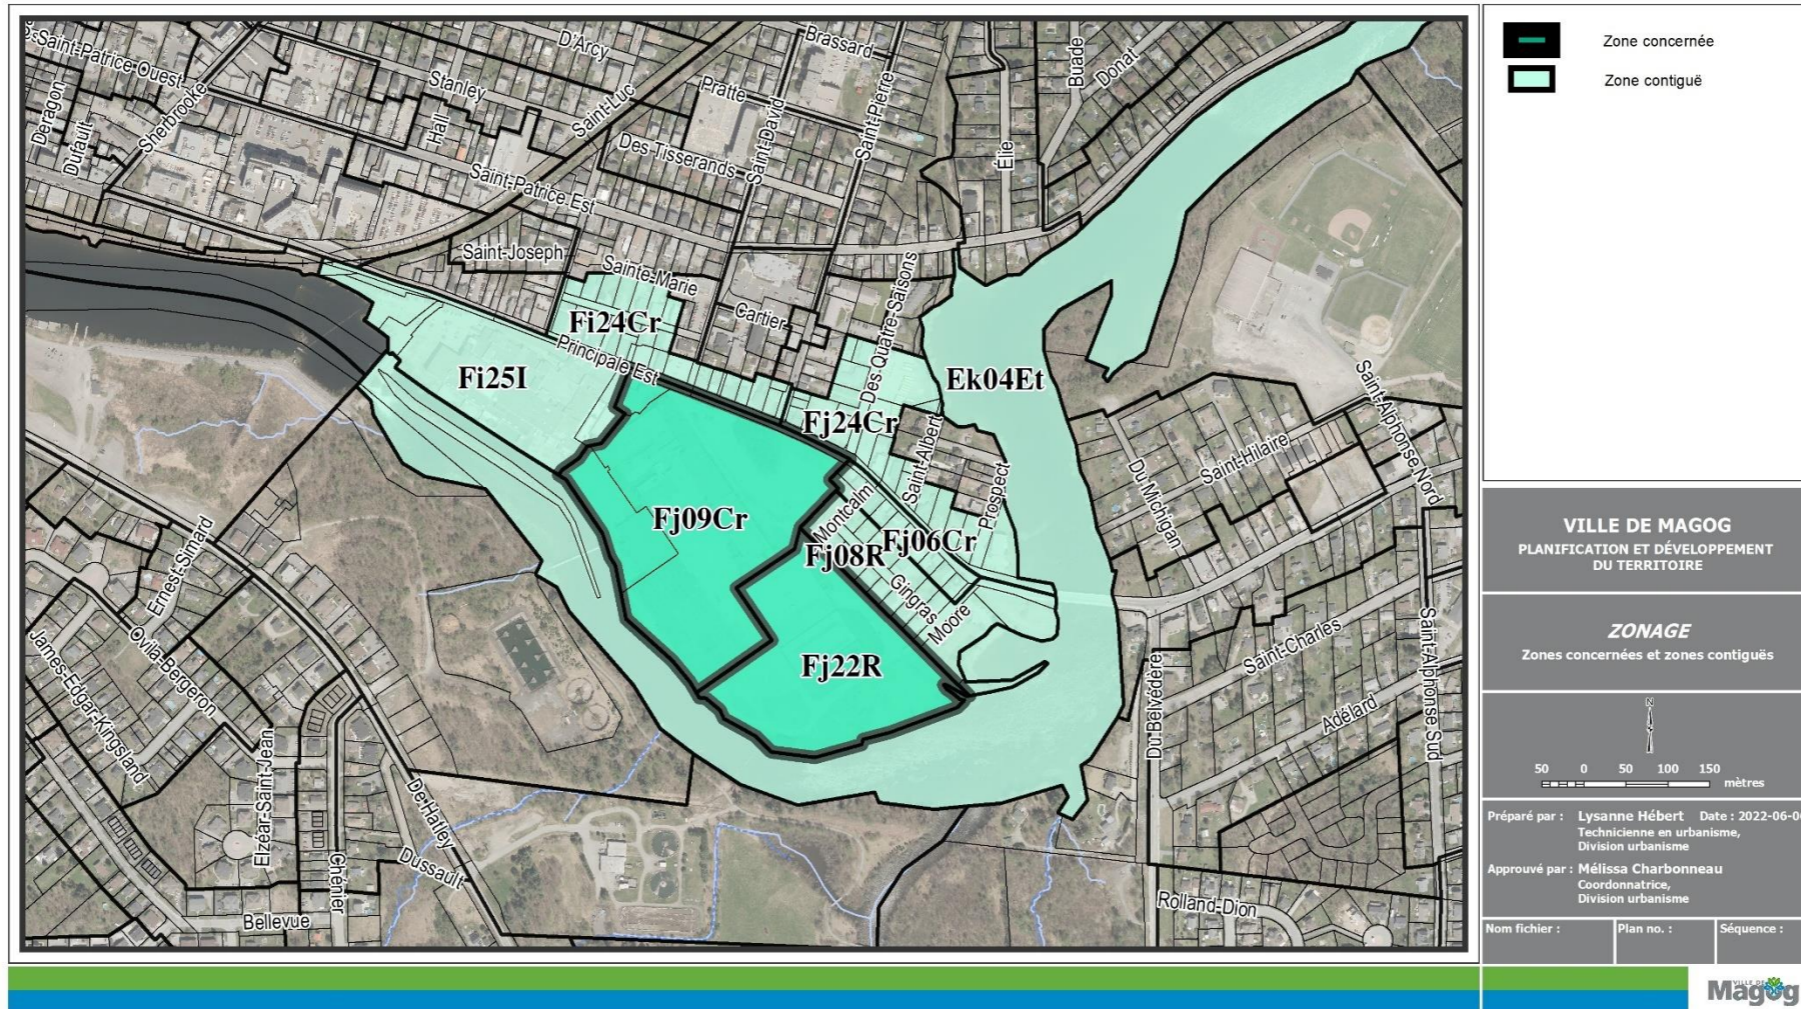 Saint-Patrice Ouest
Deragon
Dufault
Sherbrooke
D'Arcy
Stanley
Hall
Saint-Luc
Brassard
Pratte
Saint-David
Saint-Pierre
Des Tisserands
Saint-Patrice Est
Élie
Buade
Donat
Saint-Joseph
Sainte-Marie
Cartier
Des Quatre-Saisons
Fi24Cr
Principale Est
Fi25I
Ek04Et
Fj24Cr
Saint-Albert
Prospect
Du Michigan
Saint-Hilaire
Saint-Alphonse Nord
Fj09Cr
Montcalm
Fj06Cr
Fj08R
Gingras
Moore
Fj22R
Ernest-Simard
Ovila-Bergeron
James-Edgar-Kingsland
Elzéar-Saint-Jean
Chénier
De Hatley
Dussault
Bellevue
Du Belvédère
Saint-Charles
Adélard
Saint-Alphonse Sud
Rolland-Dion
Zone concernée
Zone contiguë
VILLE DE MAGOG
PLANIFICATION ET DÉVELOPPEMENT
DU TERRITOIRE
ZONAGE
Zones concernées et zones contiguës
N
50 0 50 100 150
mètres
Préparé par : Lysanne Hébert Date : 2022-06-0
Technicienne en urbanisme,
Division urbanisme
Approuvé par : Mélissa Charbonneau
Coordonnatrice,
Division urbanisme
Nom fichier : Plan no. : Séquence :
VILLE DE
Magog